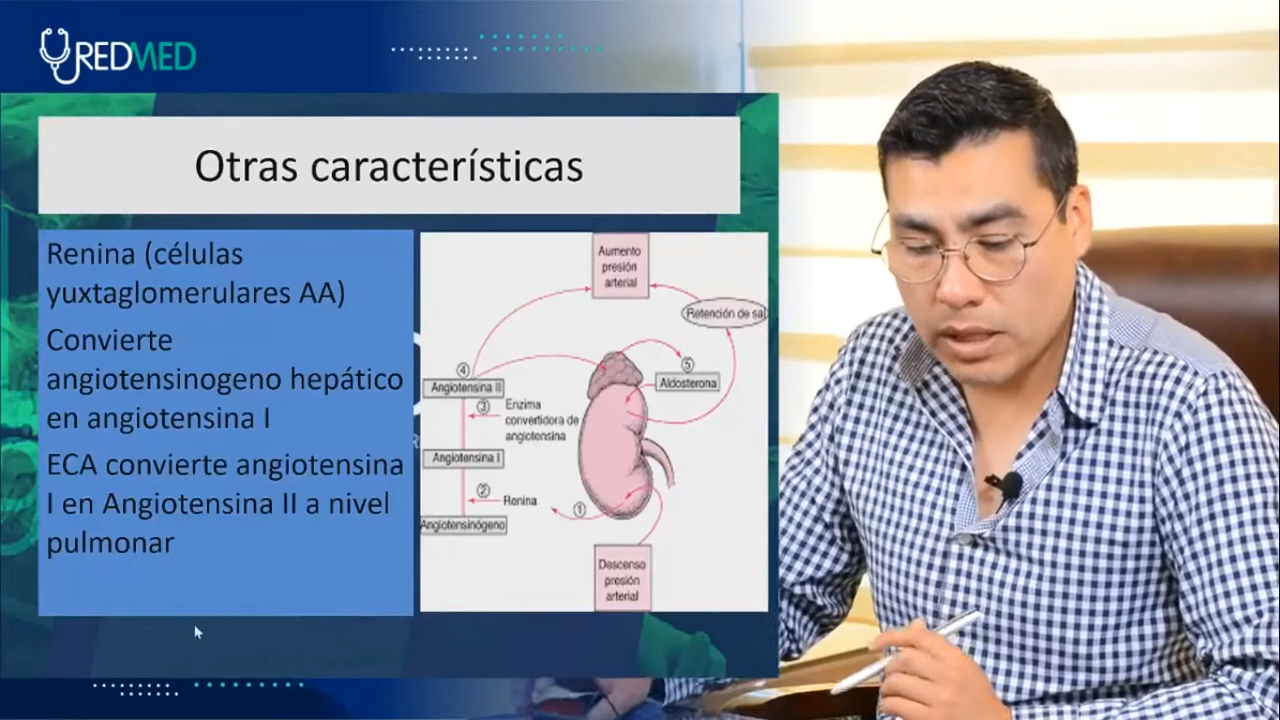 REDMED
Otras características
Renina (células
yuxtaglomerulares AA)
Convierte
angiotensinogeno hepático
en angiotensina I
ECA convierte angiotensina
I en Angiotensina II a nivel
pulmonar
Aumento
presión
arterial
Retención de sal
④
Angiotensina II
⑤
Aldosterona
③
Enzima
convertidora de
angiotensina
Angiotensina I
②
Renina
①
Angiotensinógeno
Descenso
presión
arterial